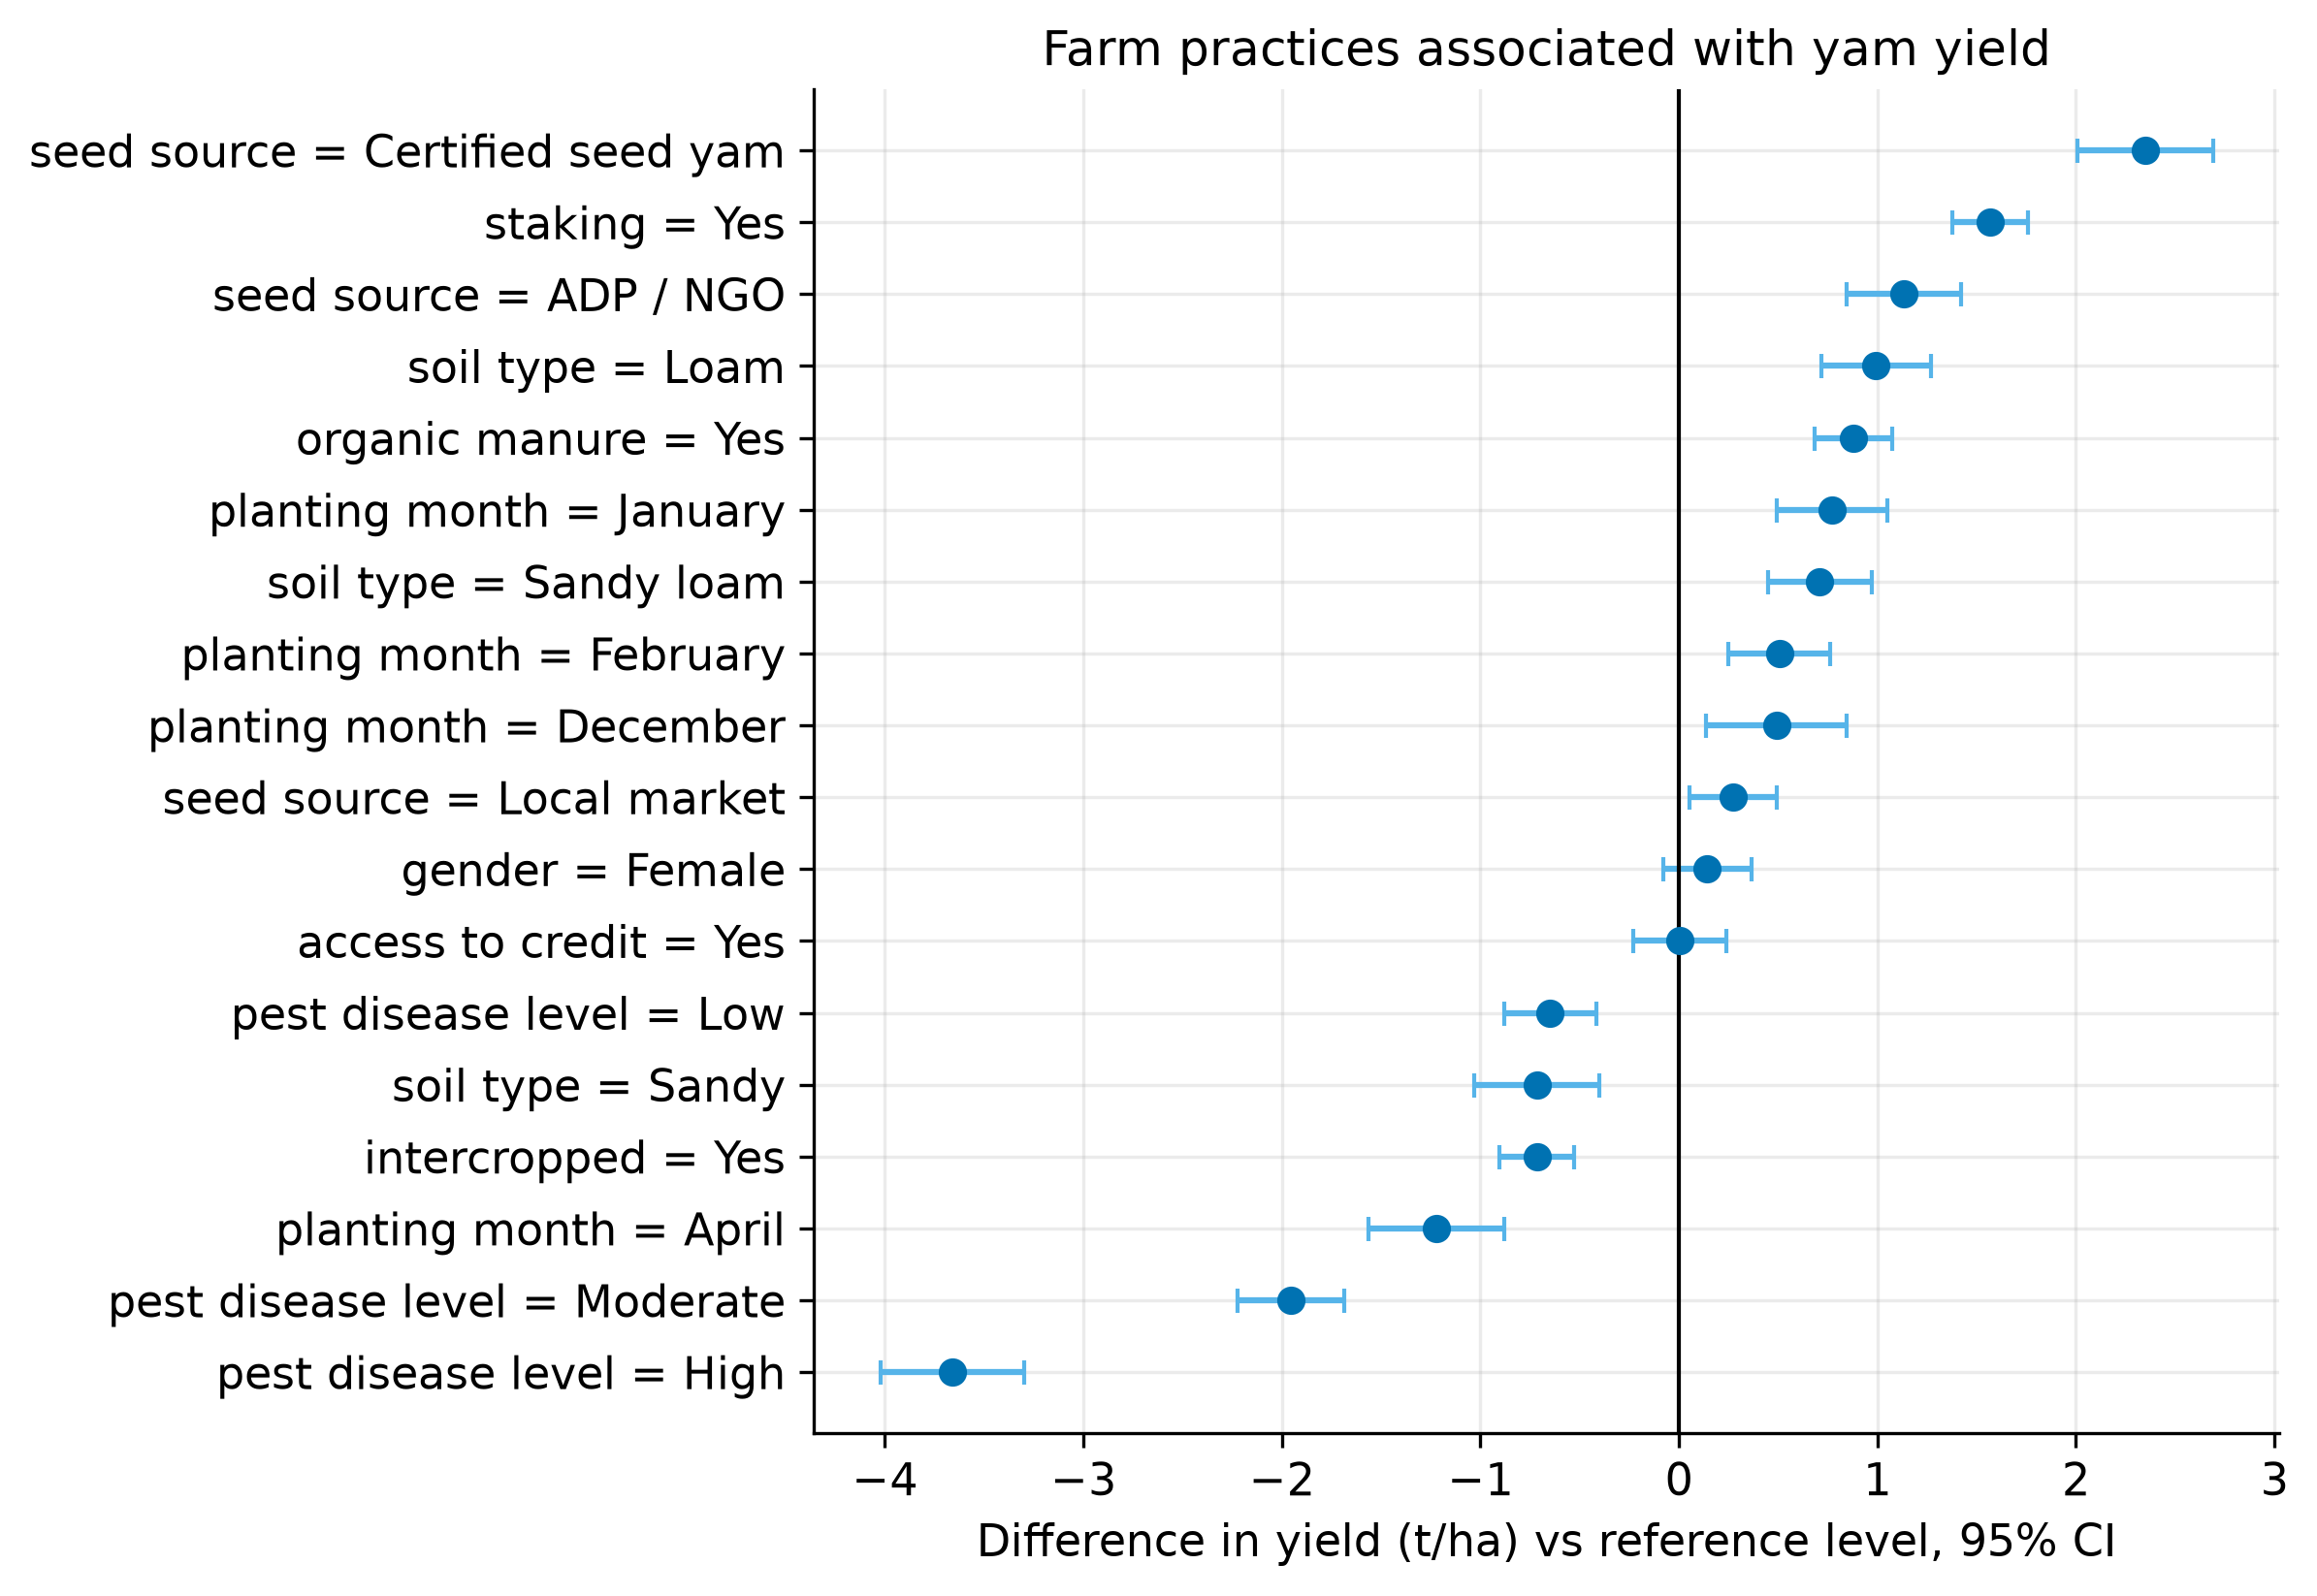 Farm practices associated with yam yield
seed source = Certified seed yam
staking = Yes
seed source = ADP / NGO
soil type = Loam
organic manure = Yes
planting month = January
soil type = Sandy loam
planting month = February
planting month = December
seed source = Local market
gender = Female
access to credit = Yes
pest disease level = Low
soil type = Sandy
intercropped = Yes
planting month = April
pest disease level = Moderate
pest disease level = High
−4 −3 −2 −1 0 1 2 3
Difference in yield (t/ha) vs reference level, 95% CI